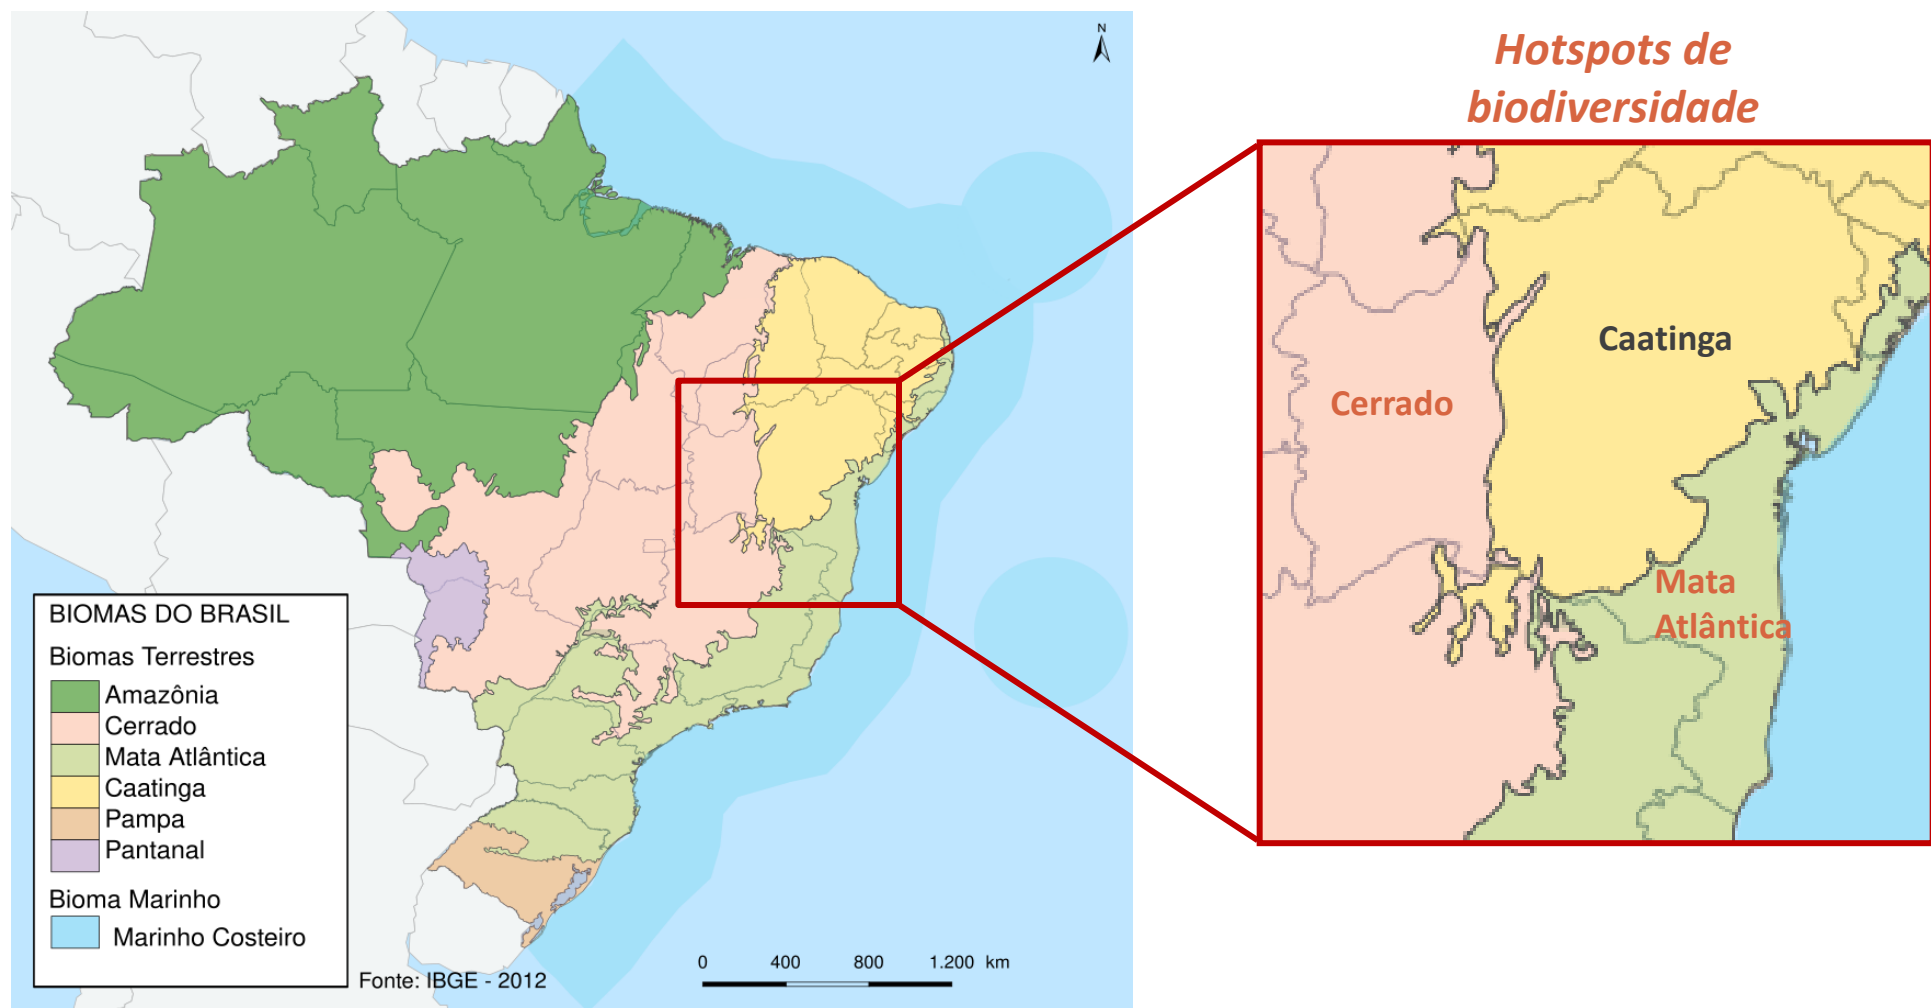 N
Hotspots de
biodiversidade
Caatinga
Cerrado
Mata
Atlântica
BIOMAS DO BRASIL
Biomas Terrestres
Amazônia
Cerrado
Mata Atlântica
Caatinga
Pampa
Pantanal
Bioma Marinho
Marinho Costeiro
Fonte: IBGE - 2012
0 400 800 1.200 km